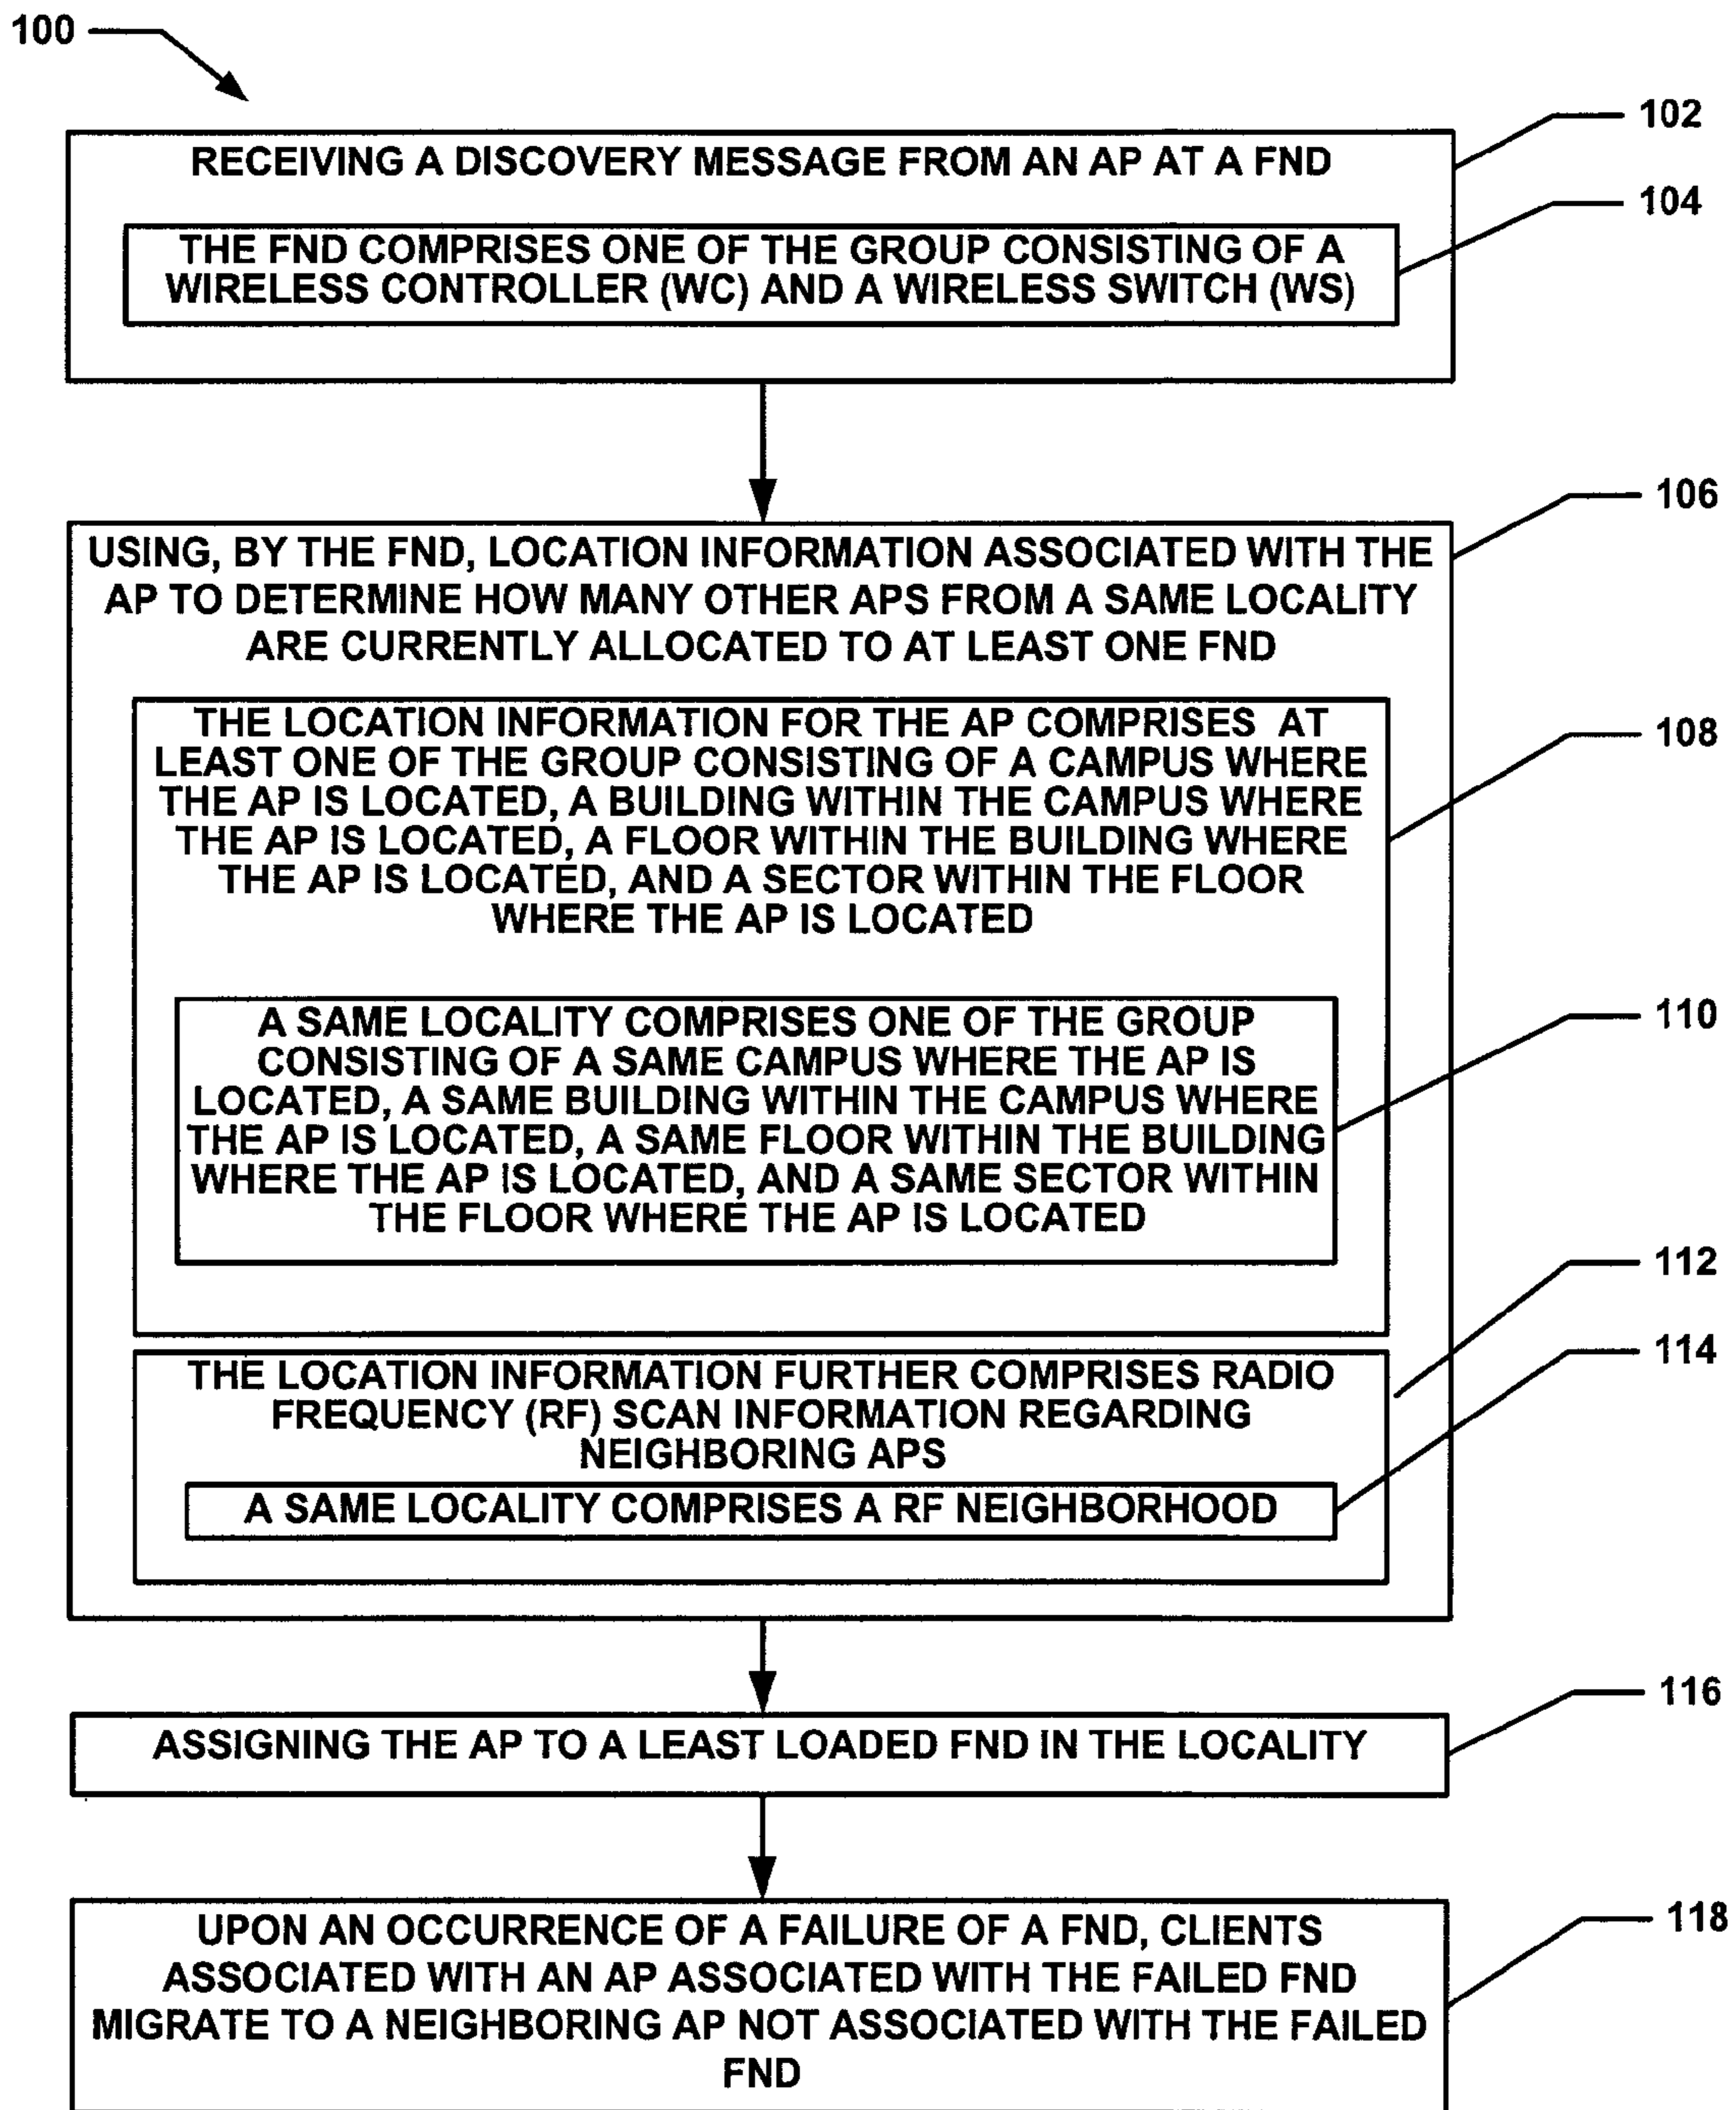 100
102
RECEIVING A DISCOVERY MESSAGE FROM AN AP AT A FND
104
THE FND COMPRISES ONE OF THE GROUP CONSISTING OF A
WIRELESS CONTROLLER (WC) AND A WIRELESS SWITCH (WS)
106
USING, BY THE FND, LOCATION INFORMATION ASSOCIATED WITH THE
AP TO DETERMINE HOW MANY OTHER APS FROM A SAME LOCALITY
ARE CURRENTLY ALLOCATED TO AT LEAST ONE FND
108
THE LOCATION INFORMATION FOR THE AP COMPRISES AT
LEAST ONE OF THE GROUP CONSISTING OF A CAMPUS WHERE
THE AP IS LOCATED, A BUILDING WITHIN THE CAMPUS WHERE
THE AP IS LOCATED, A FLOOR WITHIN THE BUILDING WHERE
THE AP IS LOCATED, AND A SECTOR WITHIN THE FLOOR
WHERE THE AP IS LOCATED
110
A SAME LOCALITY COMPRISES ONE OF THE GROUP
CONSISTING OF A SAME CAMPUS WHERE THE AP IS
LOCATED, A SAME BUILDING WITHIN THE CAMPUS WHERE
THE AP IS LOCATED, A SAME FLOOR WITHIN THE BUILDING
WHERE THE AP IS LOCATED, AND A SAME SECTOR WITHIN
THE FLOOR WHERE THE AP IS LOCATED
112
THE LOCATION INFORMATION FURTHER COMPRISES RADIO
FREQUENCY (RF) SCAN INFORMATION REGARDING
NEIGHBORING APS
114
A SAME LOCALITY COMPRISES A RF NEIGHBORHOOD
116
ASSIGNING THE AP TO A LEAST LOADED FND IN THE LOCALITY
118
UPON AN OCCURRENCE OF A FAILURE OF A FND, CLIENTS
ASSOCIATED WITH AN AP ASSOCIATED WITH THE FAILED FND
MIGRATE TO A NEIGHBORING AP NOT ASSOCIATED WITH THE FAILED
FND